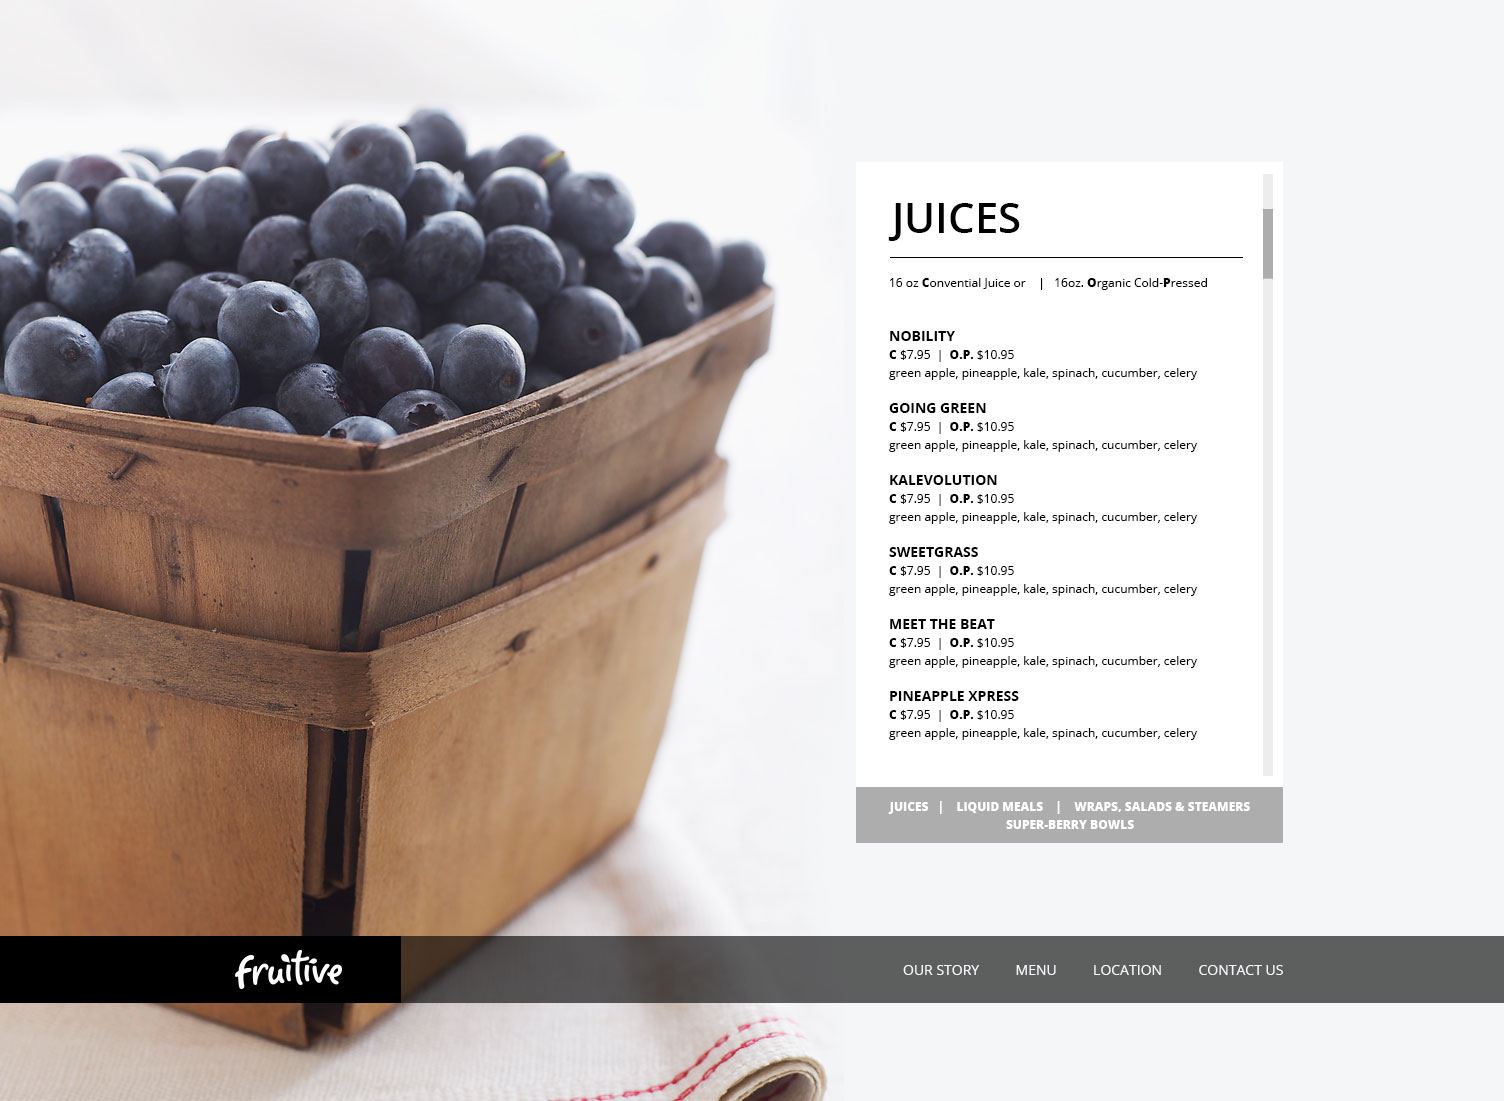 JUICES
16 oz Convential Juice or | 16oz. Organic Cold-Pressed
NOBILITY
C $7.95 | O.P. $10.95
green apple, pineapple, kale, spinach, cucumber, celery
GOING GREEN
C $7.95 | O.P. $10.95
green apple, pineapple, kale, spinach, cucumber, celery
KALEVOLUTION
C $7.95 | O.P. $10.95
green apple, pineapple, kale, spinach, cucumber, celery
SWEETGRASS
C $7.95 | O.P. $10.95
green apple, pineapple, kale, spinach, cucumber, celery
MEET THE BEAT
C $7.95 | O.P. $10.95
green apple, pineapple, kale, spinach, cucumber, celery
PINEAPPLE XPRESS
C $7.95 | O.P. $10.95
green apple, pineapple, kale, spinach, cucumber, celery
JUICES | LIQUID MEALS | WRAPS, SALADS & STEAMERS
SUPER-BERRY BOWLS
fruitive
OUR STORY MENU LOCATION CONTACT US